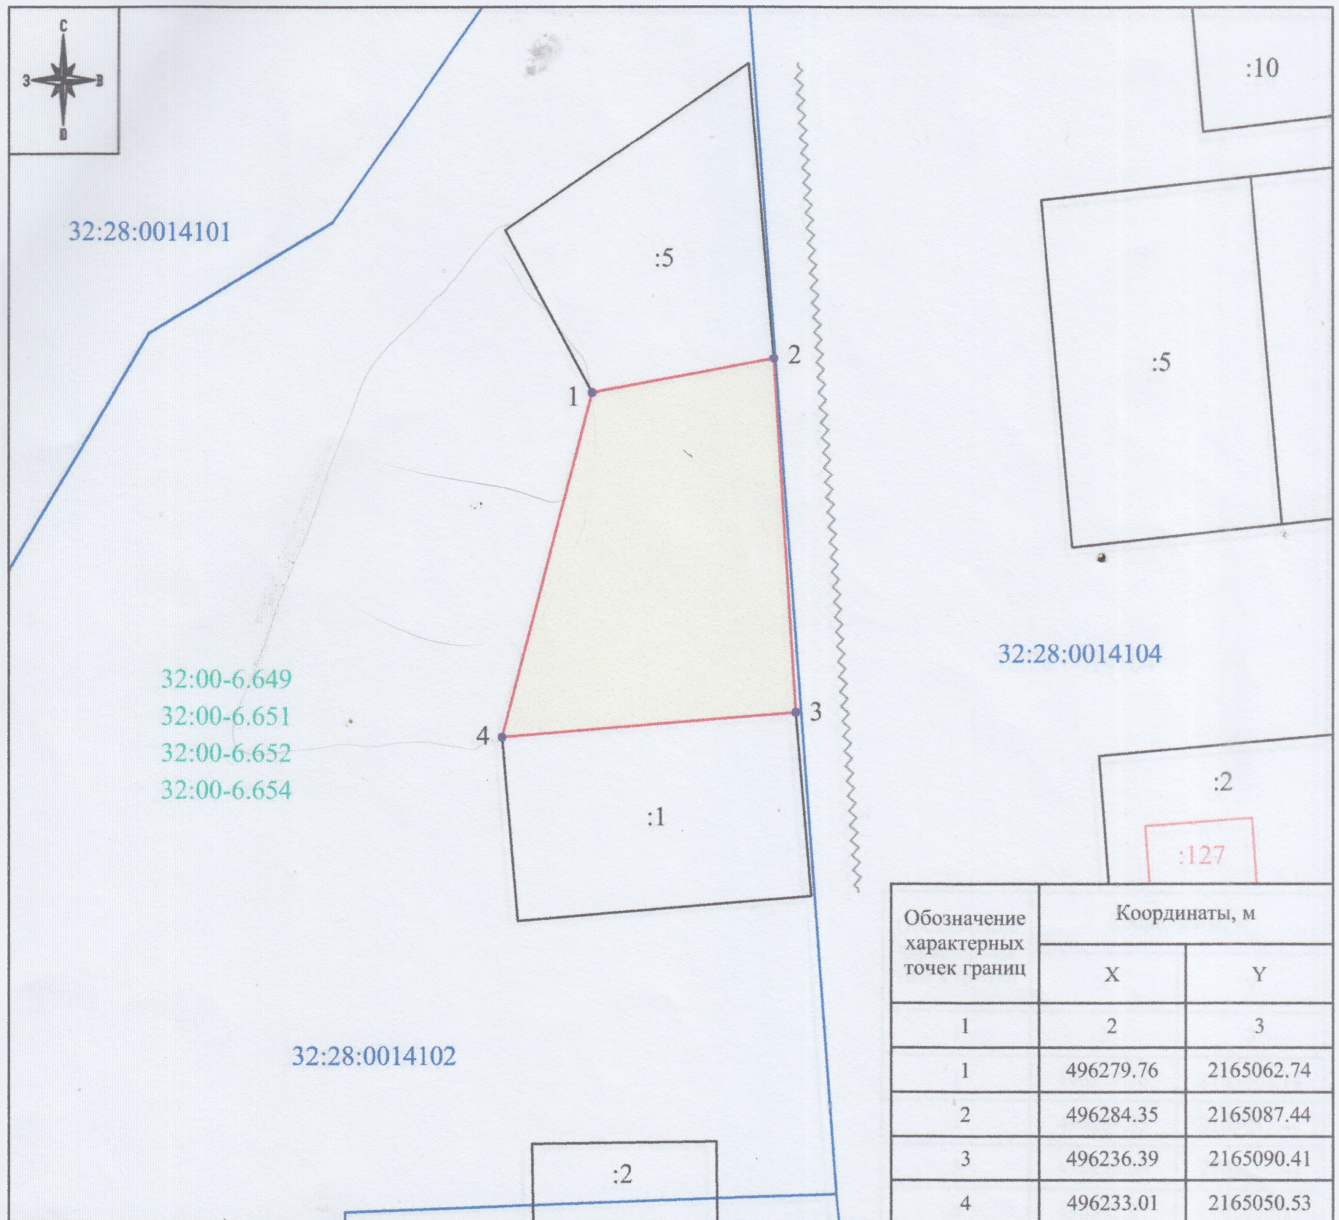 С
З
В
Ю
:10
32:28:0014101
:5
:5
2
1
32:28:0014104
32:00-6.649
32:00-6.651
32:00-6.652
32:00-6.654
3
4
:2
:1
:127
32:28:0014102
:2
Обозначение характерных точек границ
Координаты, м
X Y
1 2 3
1 496279.76 2165062.74
2 496284.35 2165087.44
3 496236.39 2165090.41
4 496233.01 2165050.53